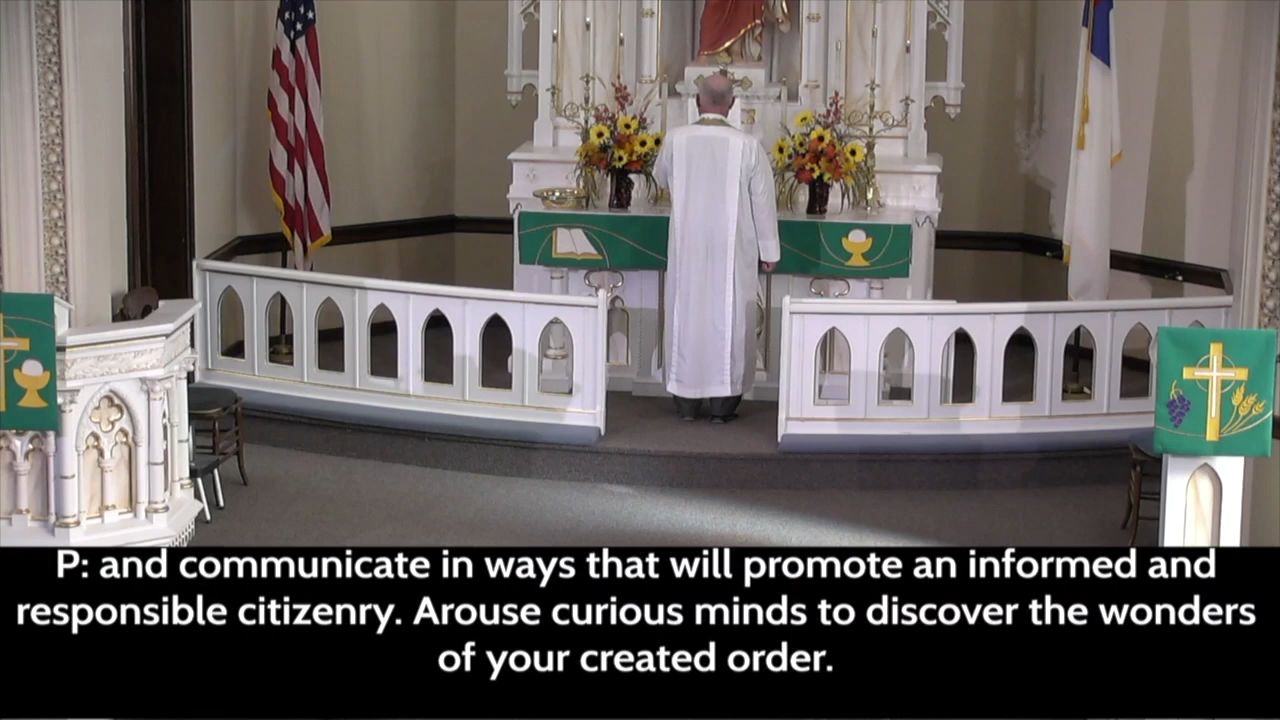 P: and communicate in ways that will promote an informed and
responsible citizenry. Arouse curious minds to discover the wonders
of your created order.